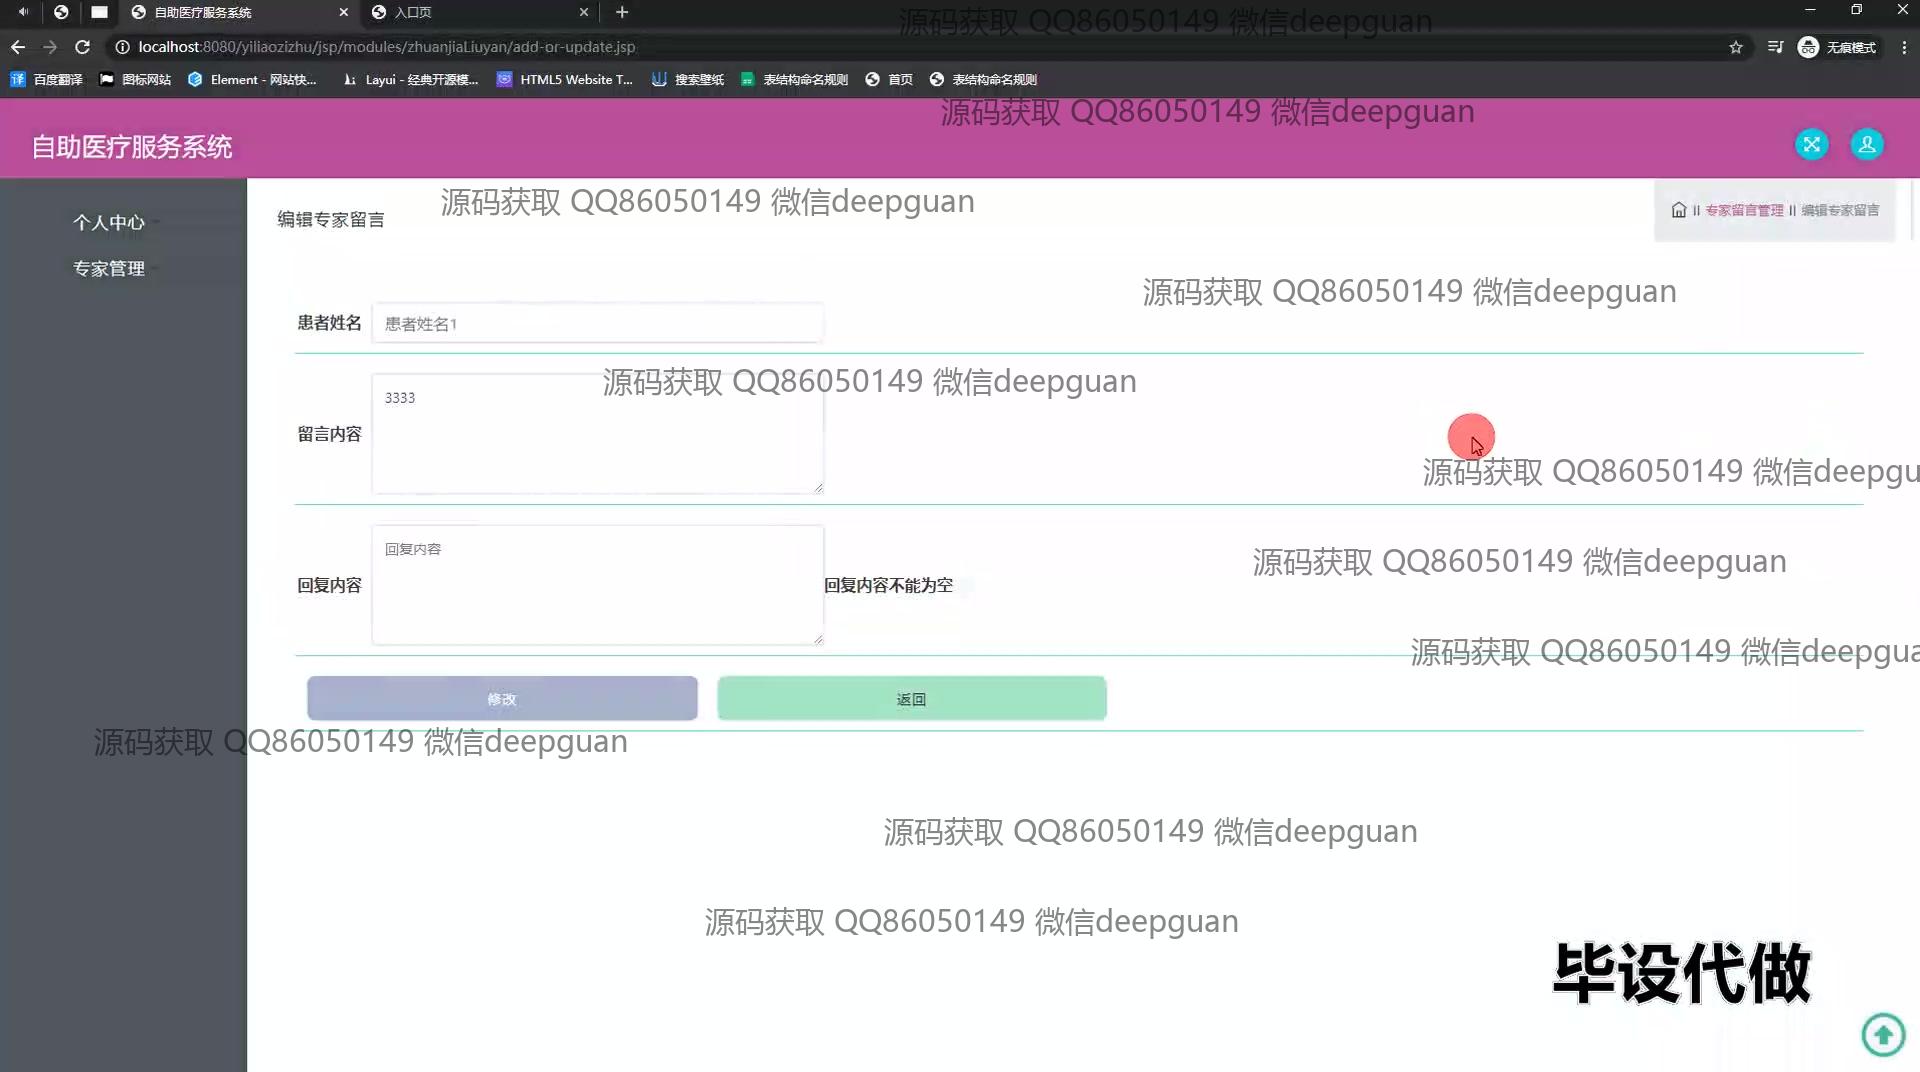 自助医疗服务系统
入口页
源码获取 QQ86050149 微信deepguan
localhost:8080/yiliaozizhu/jsp/modules/zhuanjiaLiuyan/add-or-update.jsp
无痕模式
译 百度翻译
图标网站
Element - 网站快...
Layui - 经典开源模...
HTML5 Website T...
搜索壁纸
表结构命名规则
首页
表结构命名规则
源码获取 QQ86050149 微信deepguan
自助医疗服务系统
个人中心
专家管理
编辑专家留言
源码获取 QQ86050149 微信deepguan
专家留言管理 编辑专家留言
源码获取 QQ86050149 微信deepguan
患者姓名
患者姓名1
源码获取 QQ86050149 微信deepguan
3333
留言内容
源码获取 QQ86050149 微信deepgu
回复内容
源码获取 QQ86050149 微信deepguan
回复内容
回复内容不能为空
源码获取 QQ86050149 微信deepgua
修改
返回
源码获取 QQ86050149 微信deepguan
源码获取 QQ86050149 微信deepguan
源码获取 QQ86050149 微信deepguan
毕设代做